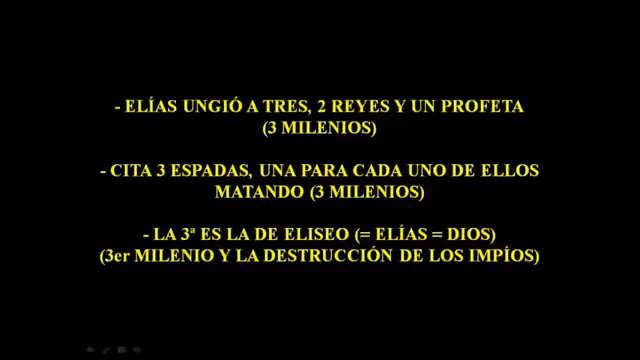 - ELÍAS UNGIÓ A TRES, 2 REYES Y UN PROFETA
(3 MILENIOS)
- CITA 3 ESPADAS, UNA PARA CADA UNO DE ELLOS
MATANDO (3 MILENIOS)
- LA 3ª ES LA DE ELISEO (= ELÍAS = DIOS)
(3er MILENIO Y LA DESTRUCCIÓN DE LOS IMPÍOS)